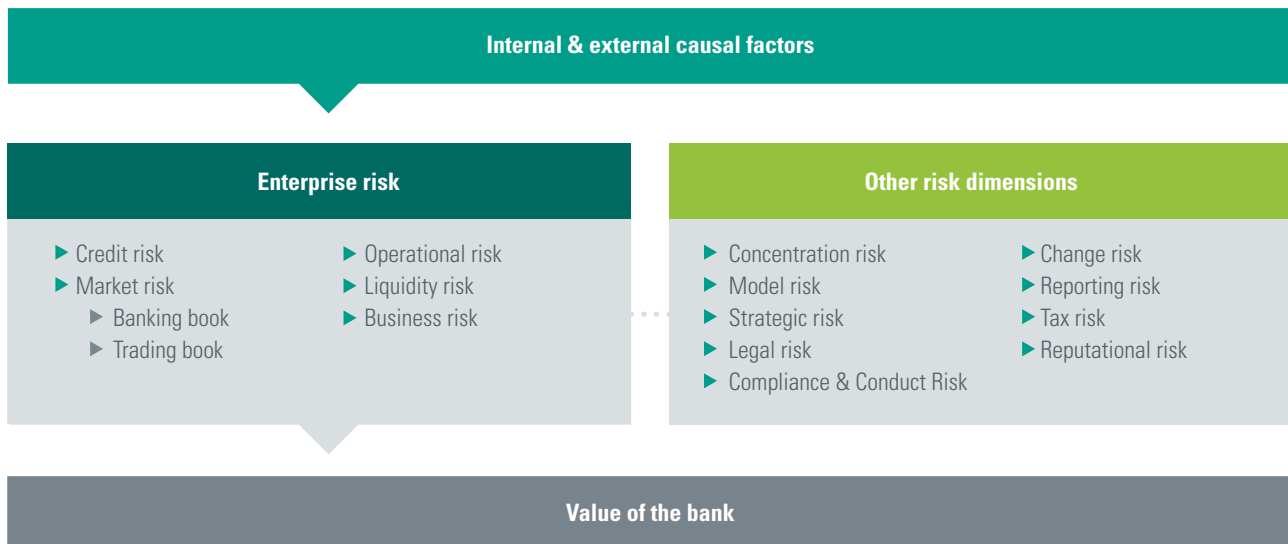 Internal & external causal factors
Enterprise risk
Credit risk
Market risk
Banking book
Trading book
Operational risk
Liquidity risk
Business risk
Other risk dimensions
Concentration risk
Model risk
Strategic risk
Legal risk
Compliance & Conduct Risk
Change risk
Reporting risk
Tax risk
Reputational risk
Value of the bank